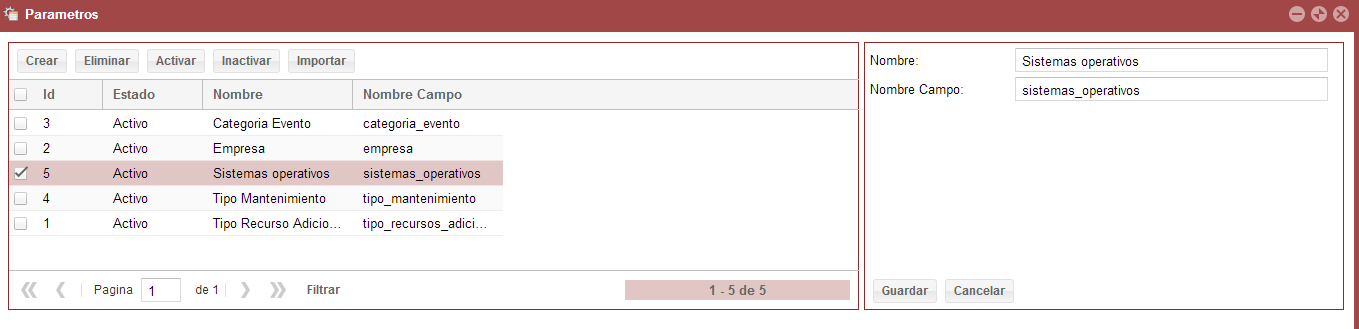 Parametros
Crear Eliminar Activar Inactivar Importar
Id Estado Nombre Nombre Campo
3 Activo Categoria Evento categoria_evento
2 Activo Empresa empresa
5 Activo Sistemas operativos sistemas_operativos
4 Activo Tipo Mantenimiento tipo_mantenimiento
1 Activo Tipo Recurso Adicio... tipo_recursos_adici...
Pagina 1 de 1 Filtrar 1 - 5 de 5
Nombre: Sistemas operativos
Nombre Campo: sistemas_operativos
Guardar Cancelar